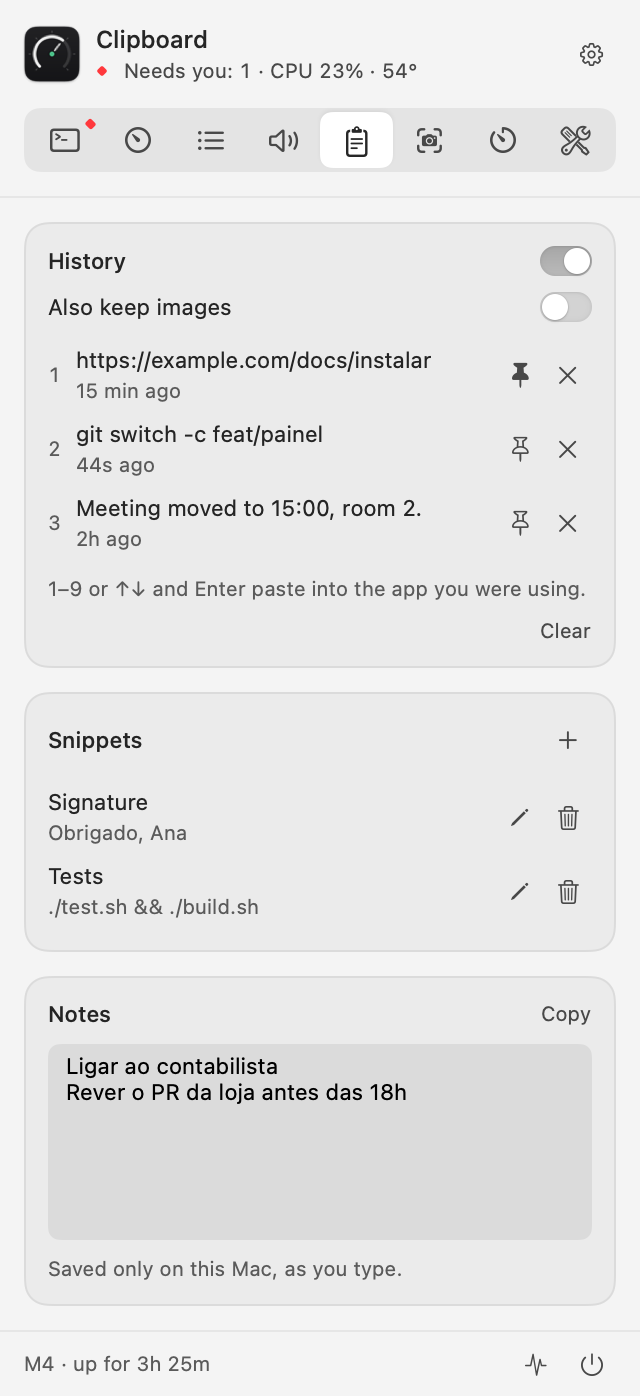 Clipboard
Needs you: 1 · CPU 23% · 54°
History
Also keep images
1
https://example.com/docs/instalar
15 min ago
2
git switch -c feat/painel
44s ago
3
Meeting moved to 15:00, room 2.
2h ago
1–9 or ↑↓ and Enter paste into the app you were using.
Clear
Snippets
Signature
Obrigado, Ana
Tests
./test.sh && ./build.sh
Notes
Copy
Ligar ao contabilista
Rever o PR da loja antes das 18h
Saved only on this Mac, as you type.
M4 · up for 3h 25m